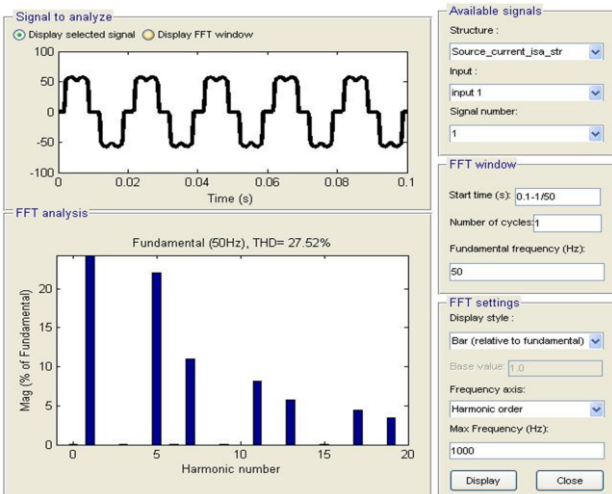 Signal to analyze
Display selected signal Display FFT window
100
50
0
-50
-100
0 0.02 0.04 0.06 0.08 0.1
Time (s)
FFT analysis
Fundamental (50Hz), THD= 27.52%
Mag (% of Fundamental)
20
15
10
5
0
0 5 10 15 20
Harmonic number
Available signals
Structure :
Source_current_isa_str
Input :
input 1
Signal number:
1
FFT window
Start time (s): 0.1-1/50
Number of cycles: 1
Fundamental frequency (Hz):
50
FFT settings
Display style :
Bar (relative to fundamental)
Base value: 1.0
Frequency axis:
Harmonic order
Max Frequency (Hz):
1000
Display Close